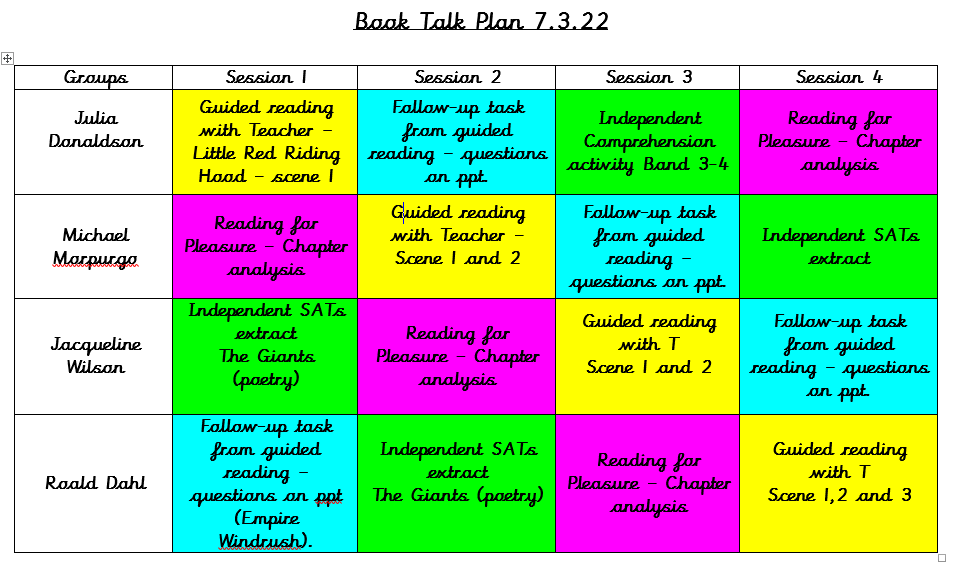 Book Talk Plan 7.3.22
Groups
Session 1
Session 2
Session 3
Session 4
Julia
Donaldson
Guided reading
with Teacher –
Little Red Riding
Hood – scene 1
Follow-up task
from guided
reading – questions
on ppt.
Independent
Comprehension
activity Band 3-4
Reading for
Pleasure – Chapter
analysis
Michael
Morpurgo
Reading for
Pleasure – Chapter
analysis
Guided reading
with Teacher –
Scene 1 and 2
Follow-up task
from guided
reading –
questions on ppt.
Independent SATs
extract
Jacqueline
Wilson
Independent SATs
extract
The Giants
(poetry)
Reading for
Pleasure – Chapter
analysis
Guided reading
with T
Scene 1 and 2
Follow-up task
from guided
reading – questions
on ppt.
Roald Dahl
Follow-up task
from guided
reading –
questions on ppt
(Empire
Windrush).
Independent SATs
extract
The Giants (poetry)
Reading for
Pleasure – Chapter
analysis
Guided reading
with T
Scene 1,2 and 3